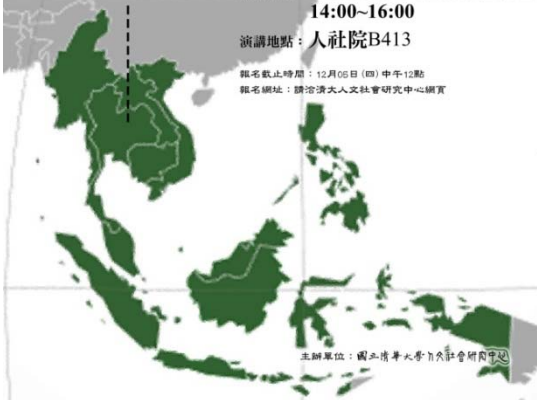 14:00~16:00
演講地點：人社院B413
報名截止時間：12月05日(四)中午12點
報名網址：請洽清大人文社會研究中心網頁
主辦單位：國立清華大學人文社會研究中心